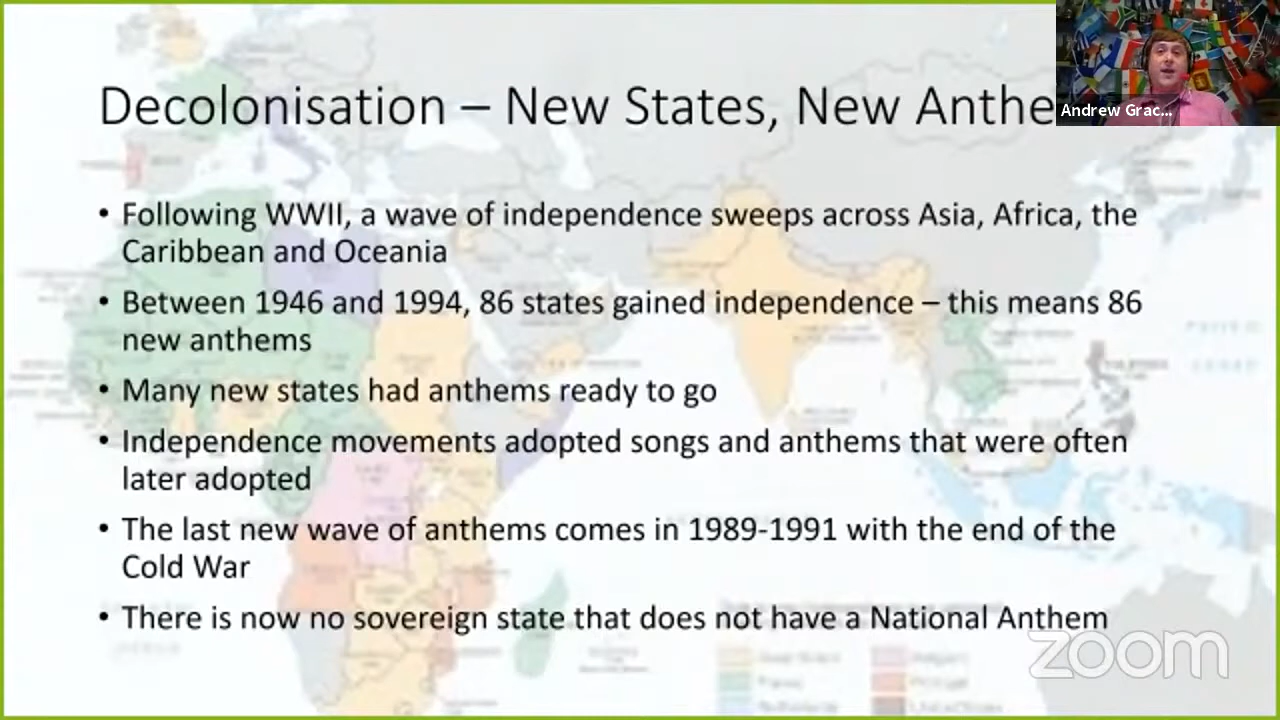 Decolonisation – New States, New Anthe
Andrew Grac...
• Following WWII, a wave of independence sweeps across Asia, Africa, the
Caribbean and Oceania
• Between 1946 and 1994, 86 states gained independence – this means 86
new anthems
• Many new states had anthems ready to go
• Independence movements adopted songs and anthems that were often
later adopted
• The last new wave of anthems comes in 1989-1991 with the end of the
Cold War
• There is now no sovereign state that does not have a National Anthem
zoom